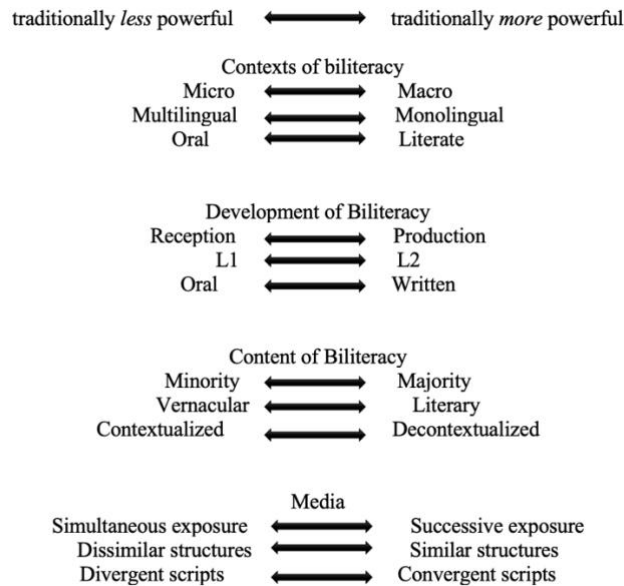 traditionally less powerful traditionally more powerful
Contexts of biliteracy
Micro Macro
Multilingual Monolingual
Oral Literate
Development of Biliteracy
Reception Production
L1 L2
Oral Written
Content of Biliteracy
Minority Majority
Vernacular Literary
Contextualized Decontextualized
Media
Simultaneous exposure Successive exposure
Dissimilar structures Similar structures
Divergent scripts Convergent scripts